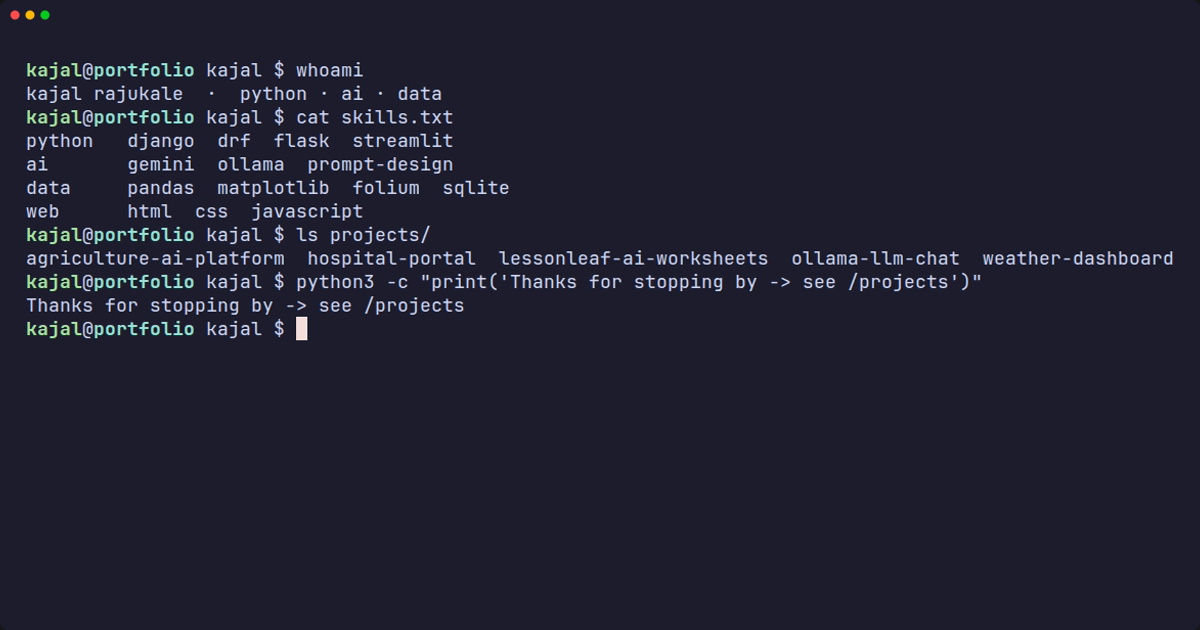 kajal@portfolio kajal $ whoami
kajal rajukale  ·  python · ai · data
kajal@portfolio kajal $ cat skills.txt
python   django  drf  flask  streamlit
ai       gemini  ollama  prompt-design
data     pandas  matplotlib  folium  sqlite
web      html  css  javascript
kajal@portfolio kajal $ ls projects/
agriculture-ai-platform  hospital-portal  lessonleaf-ai-worksheets  ollama-llm-chat  weather-dashboard
kajal@portfolio kajal $ python3 -c "print('Thanks for stopping by -> see /projects')"
Thanks for stopping by -> see /projects
kajal@portfolio kajal $